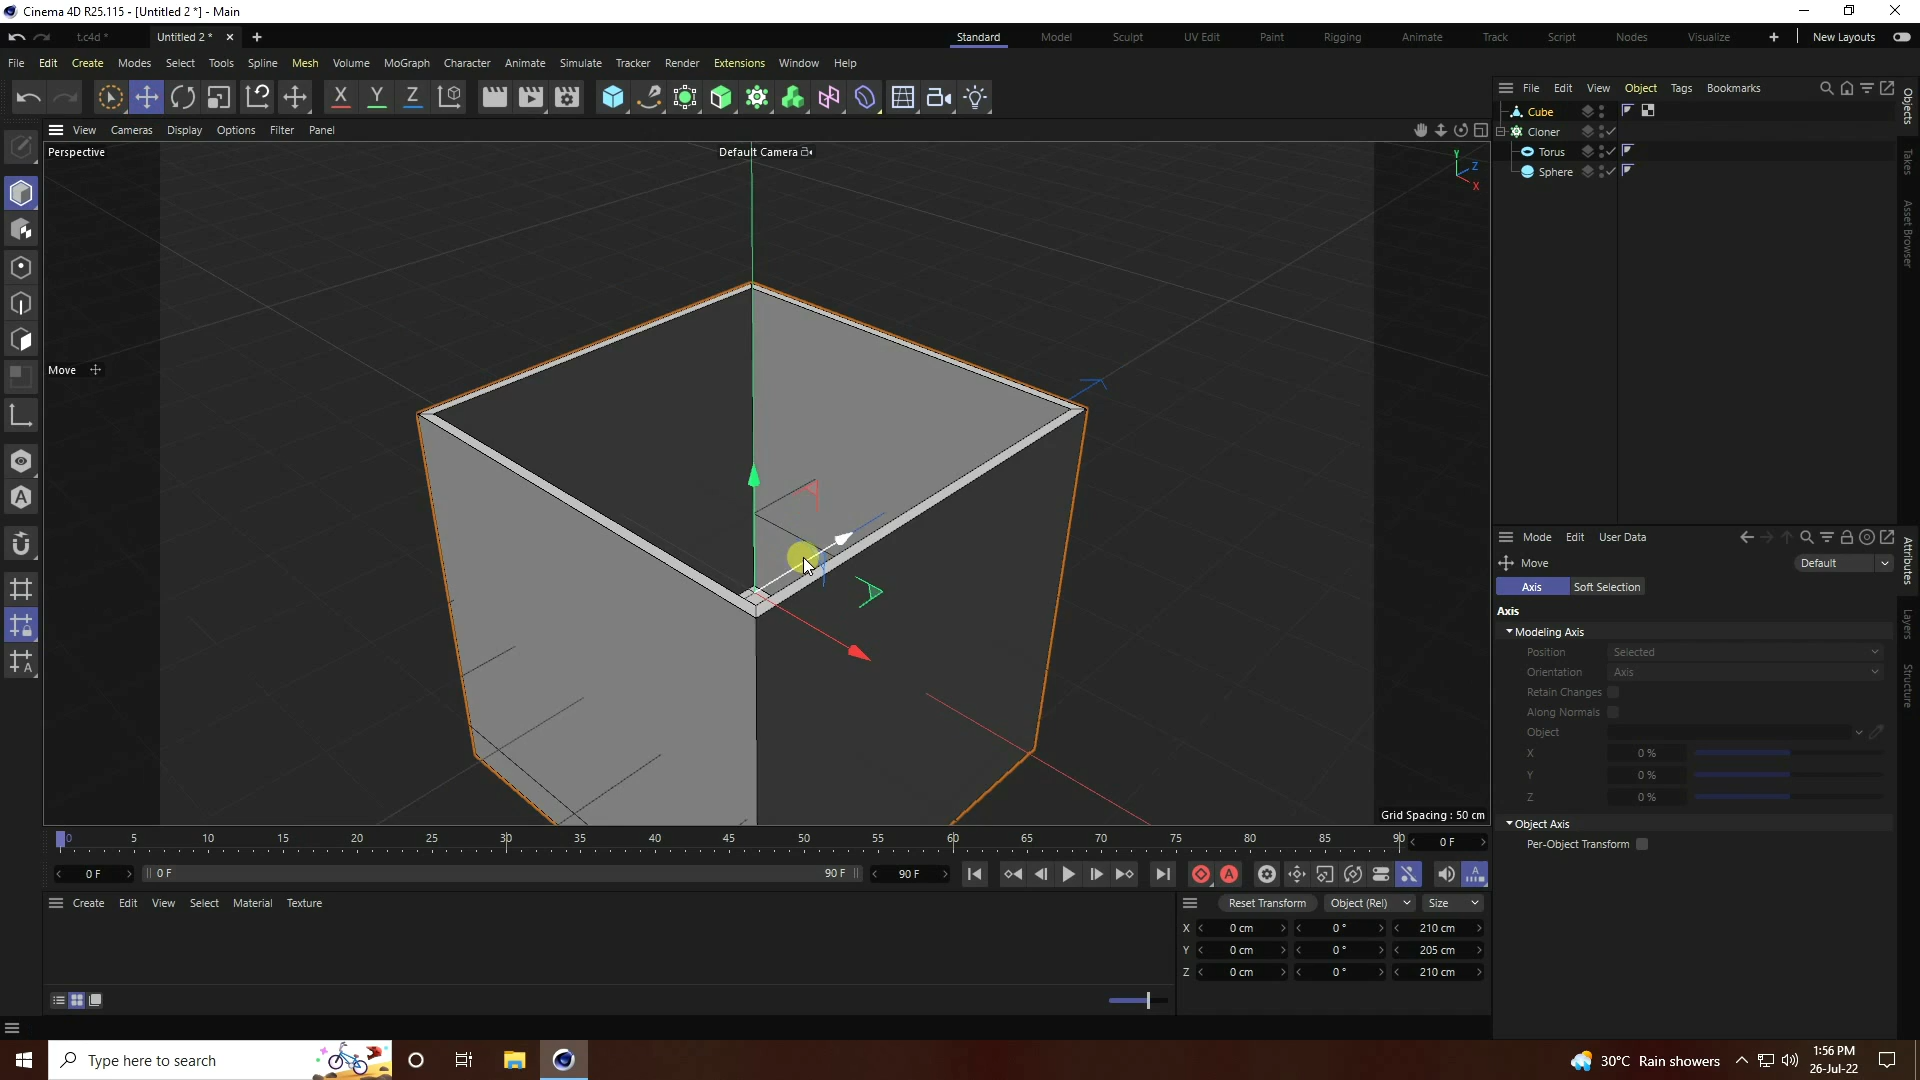 Cinema 4D R25.115 - [Untitled 2 *] - Main
t.c4d *
Untitled 2 *
Standard
Model
Sculpt
UV Edit
Paint
Rigging
Animate
Track
Script
Nodes
Visualize
New Layouts
File Edit Create Modes Select Tools Spline Mesh Volume MoGraph Character Animate Simulate Tracker Render Extensions Window Help
X Y Z
View Cameras Display Options Filter Panel
Perspective
Default Camera
Y
Z
X
Move
Grid Spacing : 50 cm
File Edit View Object Tags Bookmarks
Cube
Cloner
Torus
Sphere
Objects
Takes
Asset Browser
Mode Edit User Data
Move
Default
Axis
Soft Selection
Axis
Modeling Axis
Position Selected
Orientation Axis
Retain Changes
Along Normals
Object
X 0 %
Y 0 %
Z 0 %
Object Axis
Per-Object Transform
Attributes
Layers
Structure
0 5 10 15 20 25 30 35 40 45 50 55 60 65 70 75 80 85 90
0 F
0 F
0 F
90 F
90 F
Create Edit View Select Material Texture
Reset Transform
Object (Rel)
Size
X 0 cm 0 ° 210 cm
Y 0 cm 0 ° 205 cm
Z 0 cm 0 ° 210 cm
Type here to search
30°C Rain showers
1:56 PM
26-Jul-22